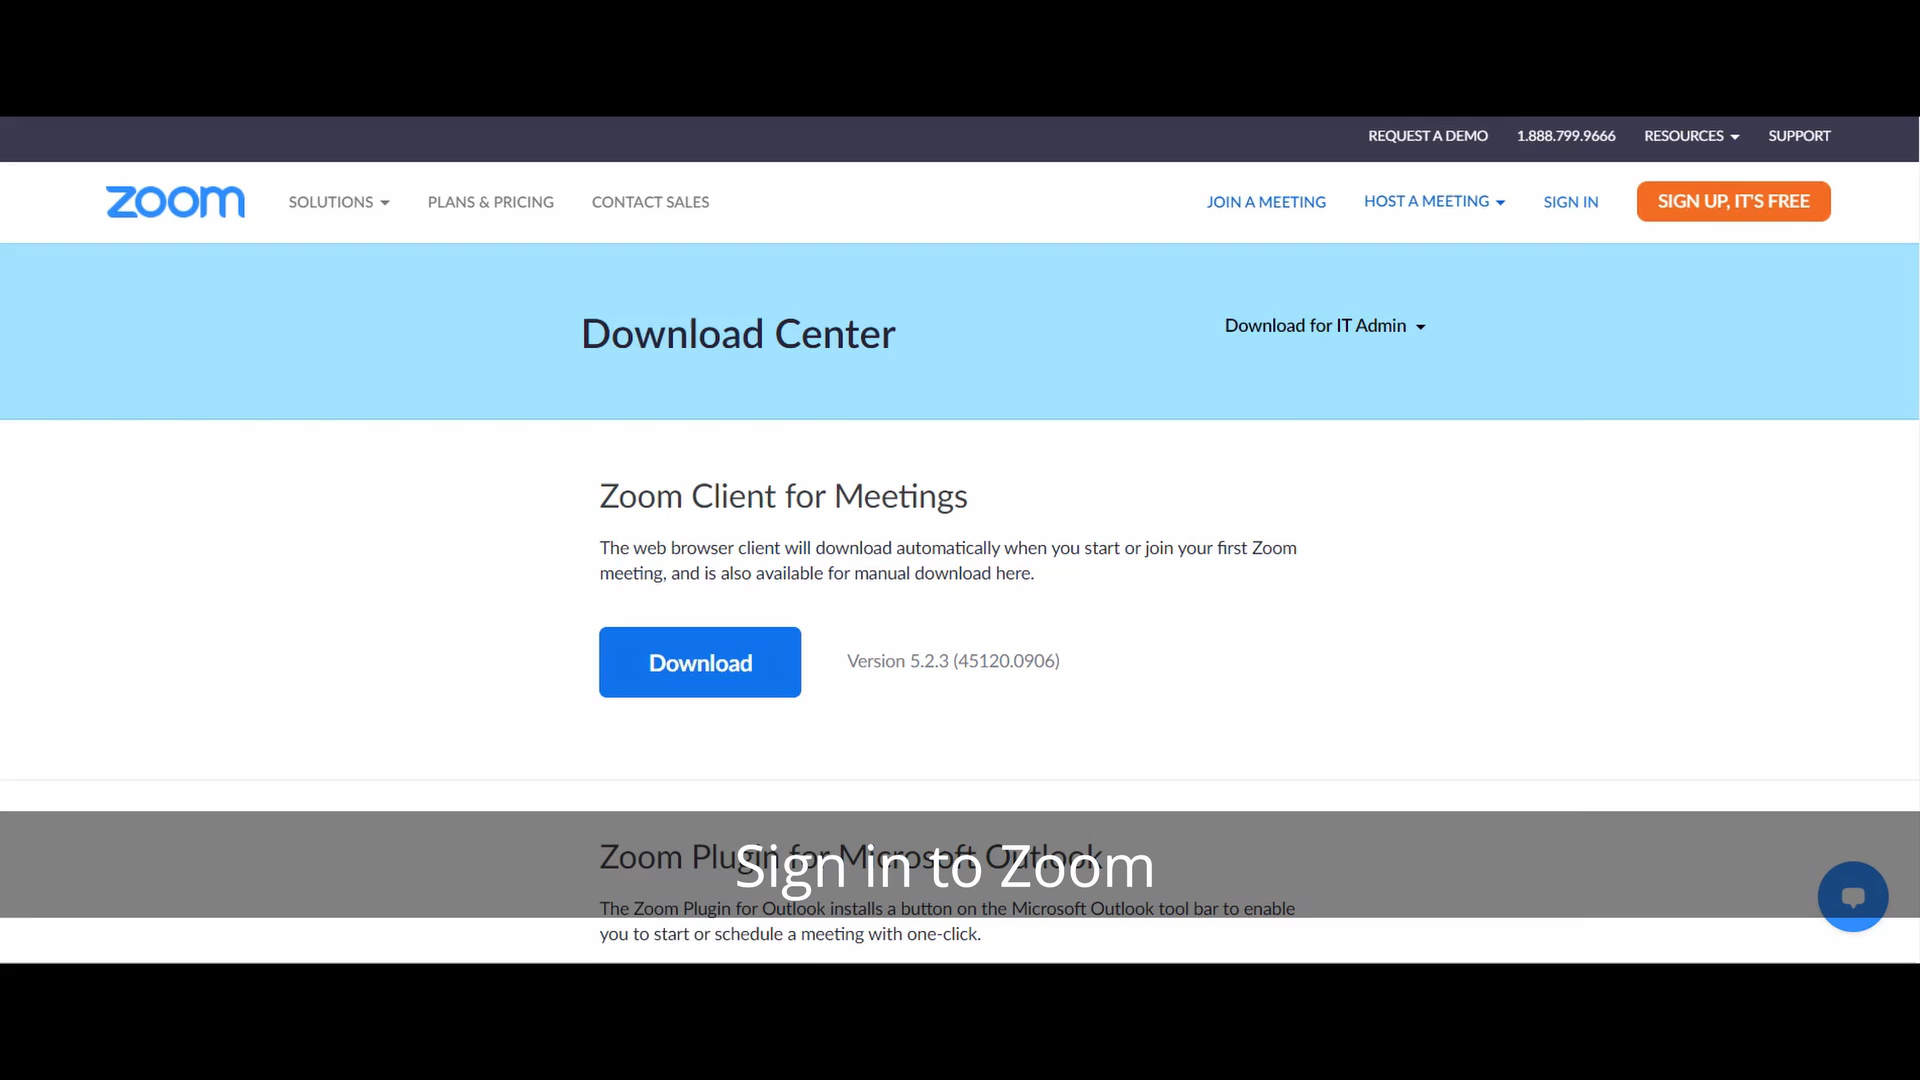 REQUEST A DEMO 1.888.799.9666 RESOURCES SUPPORT
zoom SOLUTIONS PLANS & PRICING CONTACT SALES JOIN A MEETING HOST A MEETING SIGN IN SIGN UP, IT'S FREE
Download Center
Download for IT Admin
Zoom Client for Meetings
The web browser client will download automatically when you start or join your first Zoom
meeting, and is also available for manual download here.
Download Version 5.2.3 (45120.0906)
Zoom Plugin for Microsoft Outlook
Sign in to Zoom
The Zoom Plugin for Outlook installs a button on the Microsoft Outlook tool bar to enable
you to start or schedule a meeting with one-click.